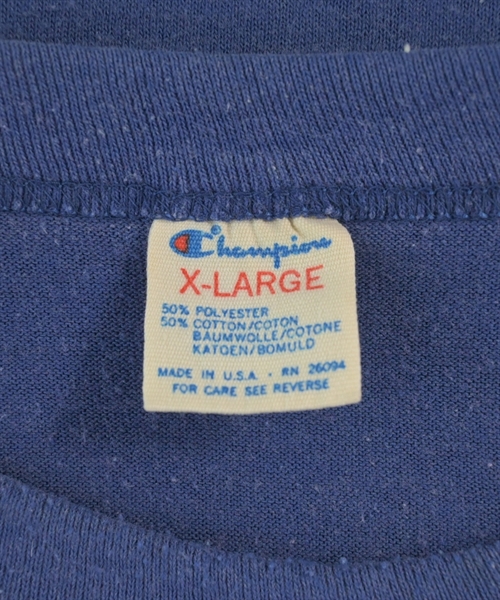 Champion
X-LARGE
50% POLYESTER
50% COTTON/COTON
BAUMWOLLE/COTONE
KATOEN/BOMULD
MADE IN U.S.A. - RN 26094
FOR CARE SEE REVERSE